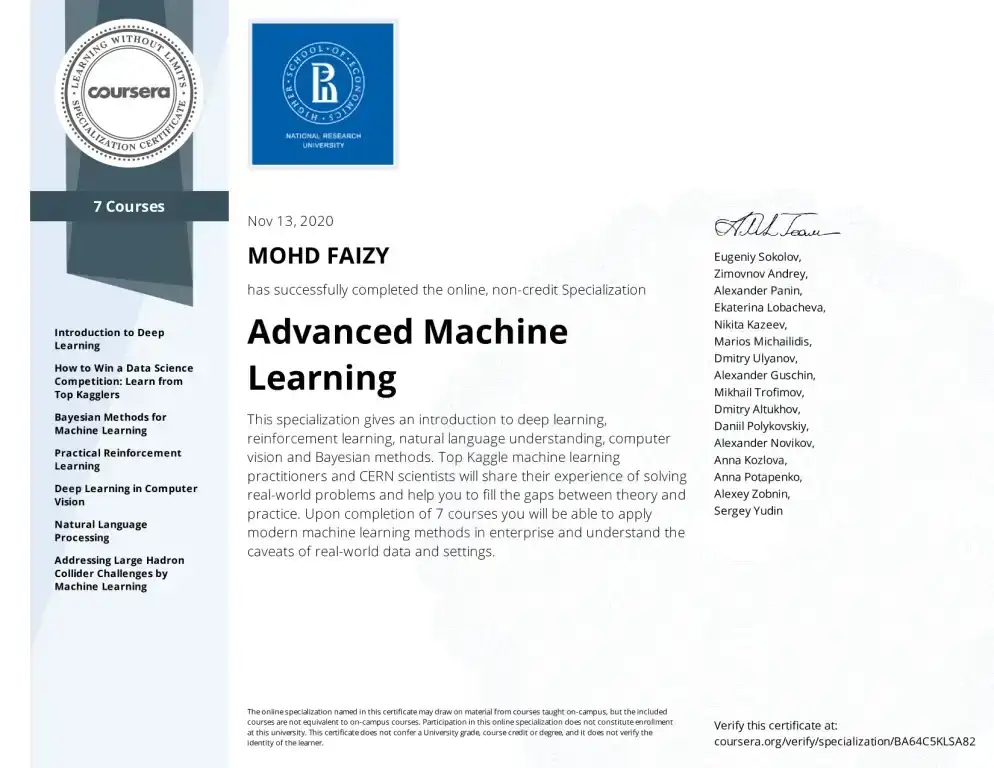 LEARNING WITHOUT LIMITS
coursera
SPECIALIZATION CERTIFICATE
7 Courses
Introduction to Deep
Learning
How to Win a Data Science
Competition: Learn from
Top Kagglers
Bayesian Methods for
Machine Learning
Practical Reinforcement
Learning
Deep Learning in Computer
Vision
Natural Language
Processing
Addressing Large Hadron
Collider Challenges by
Machine Learning
HIGHER · SCHOOL · OF · ECONOMICS ·
NATIONAL RESEARCH
UNIVERSITY
Nov 13, 2020
MOHD FAIZY
has successfully completed the online, non-credit Specialization
Advanced Machine
Learning
This specialization gives an introduction to deep learning,
reinforcement learning, natural language understanding, computer
vision and Bayesian methods. Top Kaggle machine learning
practitioners and CERN scientists will share their experience of solving
real-world problems and help you to fill the gaps between theory and
practice. Upon completion of 7 courses you will be able to apply
modern machine learning methods in enterprise and understand the
caveats of real-world data and settings.
The online specialization named in this certificate may draw on material from courses taught on-campus, but the included
courses are not equivalent to on-campus courses. Participation in this online specialization does not constitute enrollment
at this university. This certificate does not confer a University grade, course credit or degree, and it does not verify the
identity of the learner.
Eugeniy Sokolov,
Zimovnov Andrey,
Alexander Panin,
Ekaterina Lobacheva,
Nikita Kazeev,
Marios Michailidis,
Dmitry Ulyanov,
Alexander Guschin,
Mikhail Trofimov,
Dmitry Altukhov,
Daniil Polykovskiy,
Alexander Novikov,
Anna Kozlova,
Anna Potapenko,
Alexey Zobnin,
Sergey Yudin
Verify this certificate at:
coursera.org/verify/specialization/BA64C5KLSA82